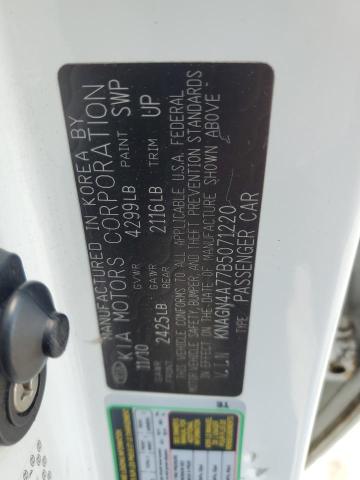 MANUFACTURED IN KOREA BY
KIA MOTORS CORPORATION
11/10 GVWR 4299LB PAINT SWP
GAWR FRONT 2425LB GAWR REAR 2116LB TRIM UP
THIS VEHICLE CONFORMS TO ALL APPLICABLE U.S.A. FEDERAL
MOTOR VEHICLE SAFETY, BUMPER, AND THEFT PREVENTION STANDARDS
IN EFFECT ON THE DATE OF MANUFACTURE SHOWN ABOVE
V.I.N KNAGN4A77B5071220
TYPE PASSENGER CAR